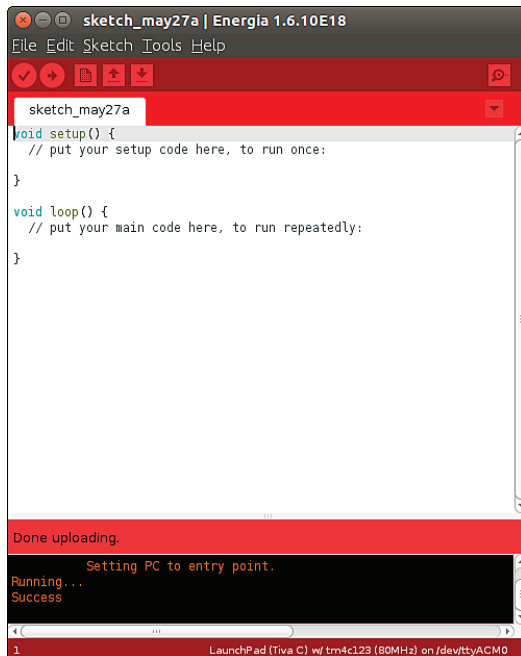 sketch_may27a | Energia 1.6.10E18
File Edit Sketch Tools Help
sketch_may27a
void setup() {
  // put your setup code here, to run once:
}
void loop() {
  // put your main code here, to run repeatedly:
}
Done uploading.
Setting PC to entry point.
Running...
Success
1 LaunchPad (Tiva C) w/ tm4c123 (80MHz) on /dev/ttyACM0